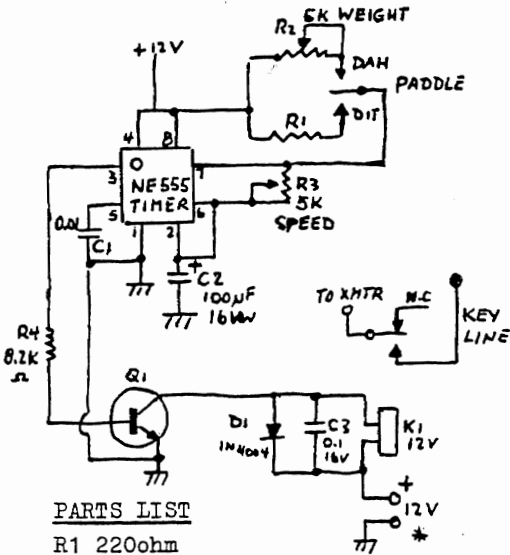 5K WEIGHT
R2
+12V
DAH
PADDLE
DIT
R1
4
8
3
NE555
TIMER
7
R3
5K
SPEED
5
6
0.01
C1
1
2
+
C2
100µF
16V
TO XMTR
N.C
KEY
LINE
R4
8.2K
Ω
Q1
D1
1N4004
C3
0.1
16V
K1
12V
+
12V
*
PARTS LIST
R1 220ohm